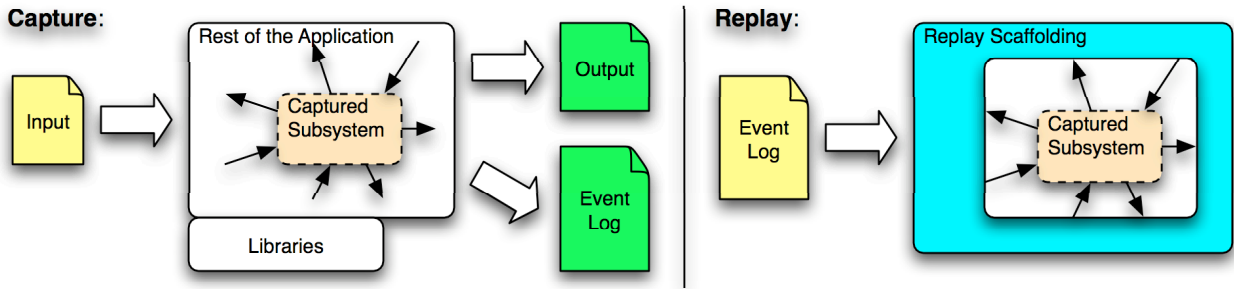 Capture:
Rest of the Application
Input
Captured
Subsystem
Libraries
Output
Event
Log
Replay:
Event
Log
Replay Scaffolding
Captured
Subsystem